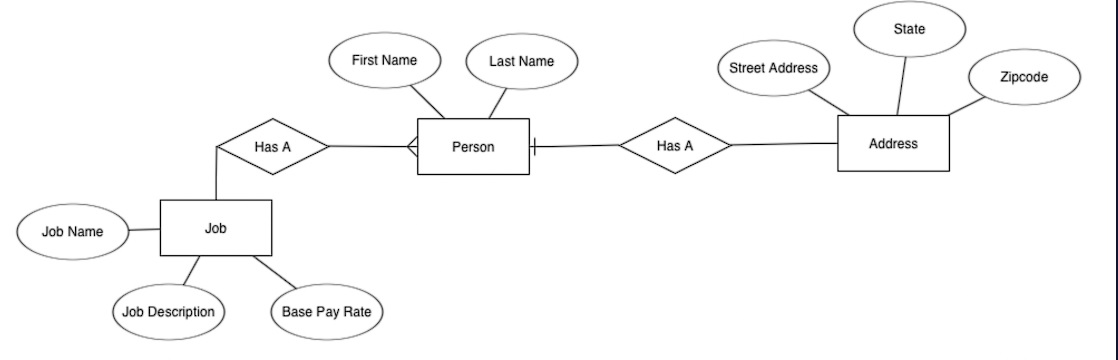 State
First Name
Last Name
Street Address
Zipcode
Has A
Person
Has A
Address
Job Name
Job
Job Description
Base Pay Rate